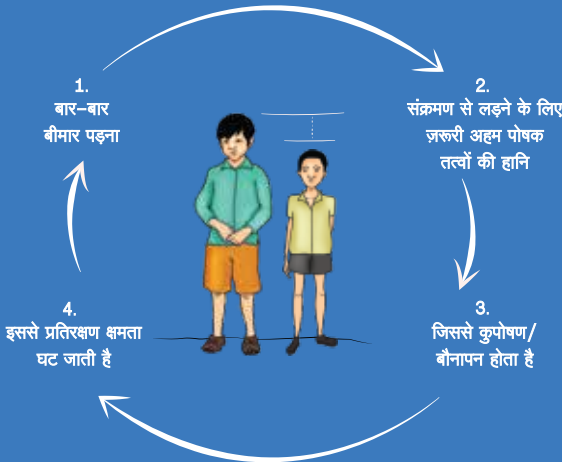 1.
बार-बार
बीमार पड़ना
2.
संक्रमण से लड़ने के लिए
ज़रूरी अहम पोषक
तत्वों की हानि
3.
जिससे कुपोषण/
बौनापन होता है
4.
इससे प्रतिरक्षण क्षमता
घट जाती है